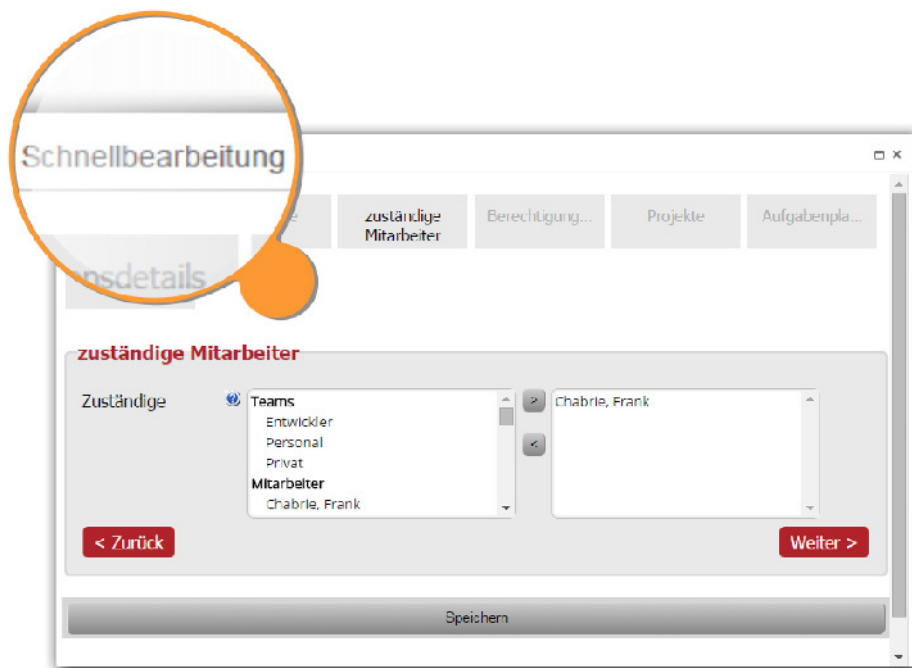 Schnellbearbeitung
zuständige
Mitarbeiter
Berechtigung...
Projekte
Aufgabenpla...
ensdetails
zuständige Mitarbeiter
Zuständige
Teams
Entwickler
Personal
Privat
Mitarbeiter
Chabrie, Frank
>
<
Chabrie, Frank
< Zurück
Weiter >
Speichern